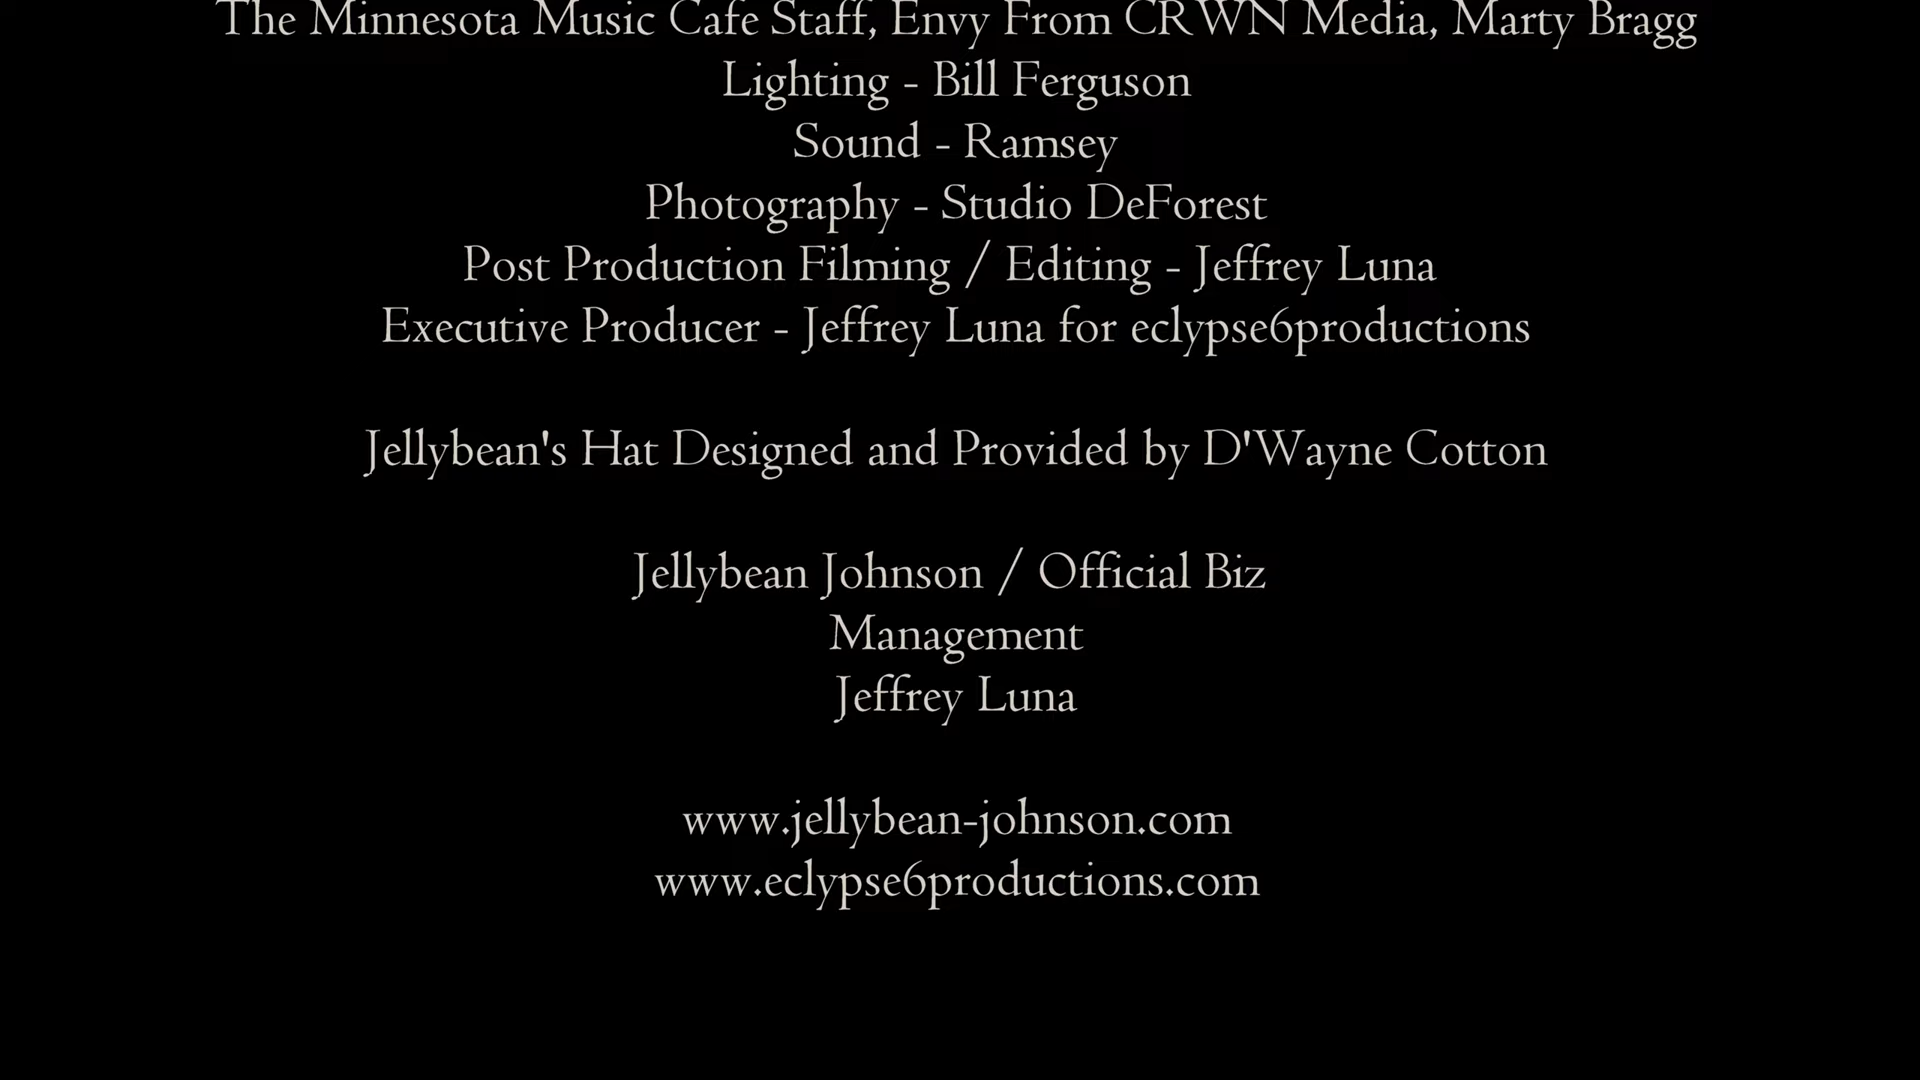 The Minnesota Music Cafe Staff, Envy From CRWN Media, Marty Bragg
Lighting - Bill Ferguson
Sound - Ramsey
Photography - Studio DeForest
Post Production Filming / Editing - Jeffrey Luna
Executive Producer - Jeffrey Luna for eclypse6productions
Jellybean's Hat Designed and Provided by D'Wayne Cotton
Jellybean Johnson / Official Biz
Management
Jeffrey Luna
www.jellybean-johnson.com
www.eclypse6productions.com